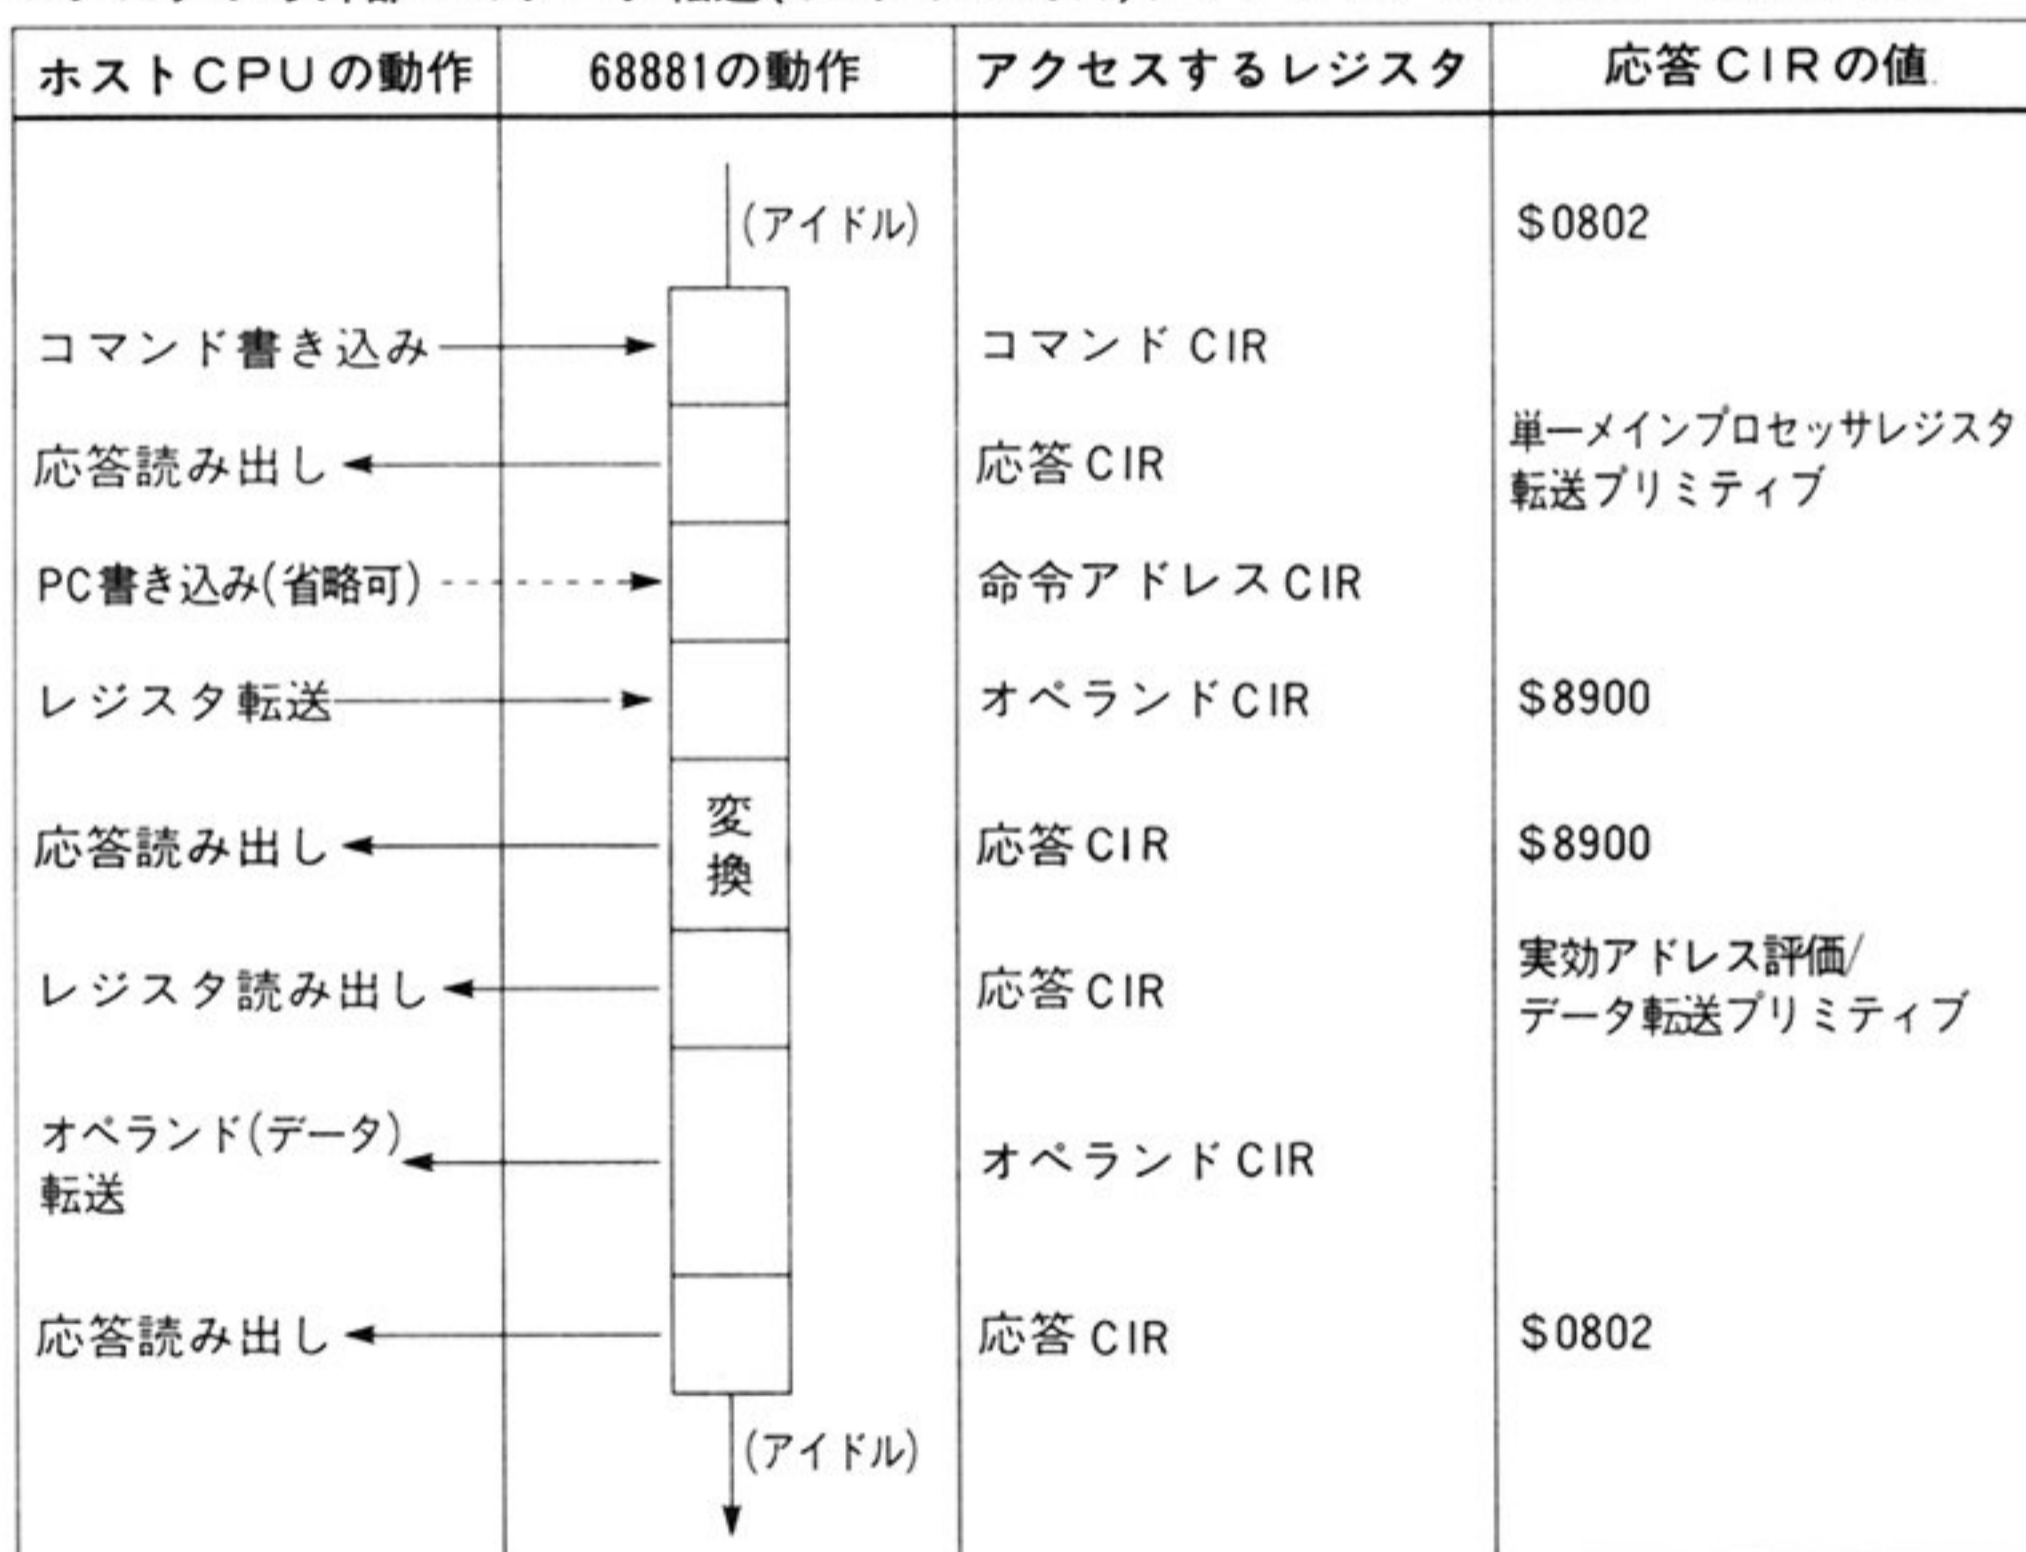 ホストCPUの動作 68881の動作 アクセスするレジスタ 応答CIRの値
(アイドル) $0802
コマンド書き込み コマンドCIR
応答読み出し 応答CIR 単一メインプロセッサレジスタ
転送プリミティブ
PC書き込み(省略可) 命令アドレスCIR
レジスタ転送 オペランドCIR $8900
応答読み出し 変換 応答CIR $8900
レジスタ読み出し 応答CIR 実効アドレス評価/
データ転送プリミティブ
オペランド(データ)
転送 オペランドCIR
応答読み出し 応答CIR $0802
(アイドル)